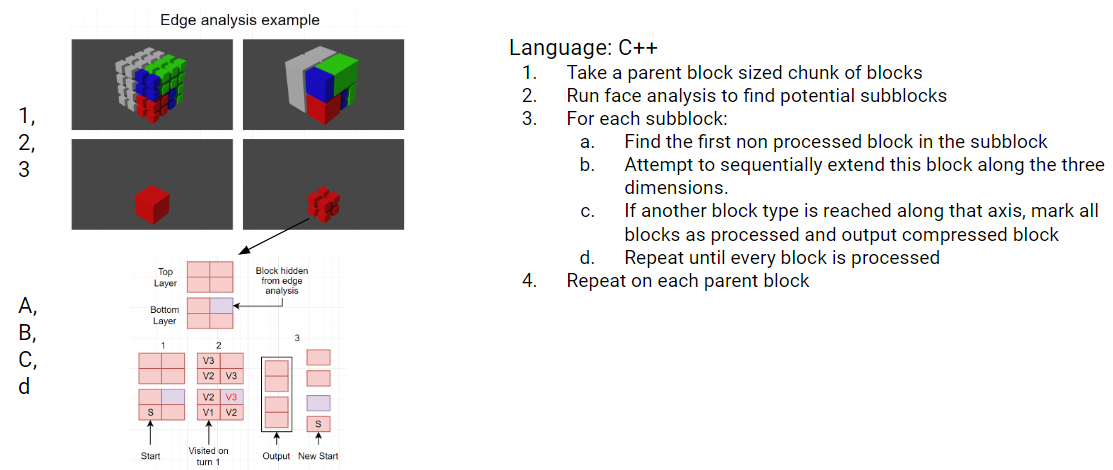 Edge analysis example
1,
2,
3
Top
Layer
Block hidden
from edge
analysis
Bottom
Layer
1
2
3
V3
V2 V3
V2 V3
S
V1 V2
S
A,
B,
C,
d
Start
Visited on
turn 1
Output
New Start
Language: C++
1. Take a parent block sized chunk of blocks
2. Run face analysis to find potential subblocks
3. For each subblock:
a. Find the first non processed block in the subblock
b. Attempt to sequentially extend this block along the three
dimensions.
c. If another block type is reached along that axis, mark all
blocks as processed and output compressed block
d. Repeat until every block is processed
4. Repeat on each parent block